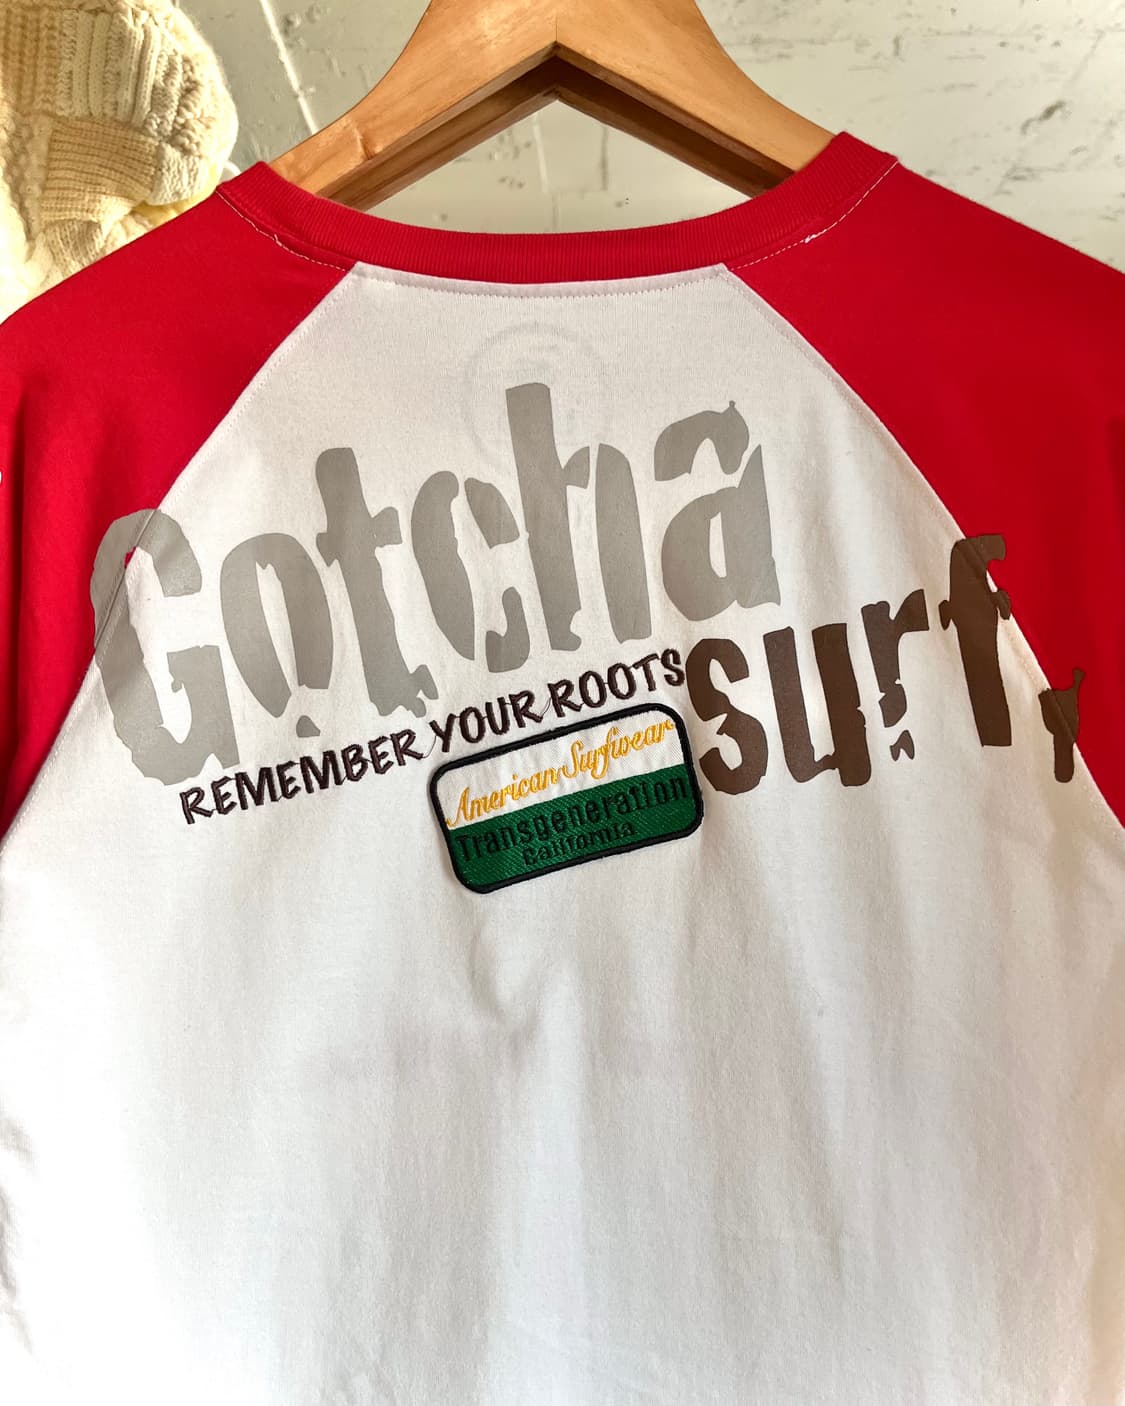 Gotcha
surf,
REMEMBER YOUR ROOTS
American Surfwear
Transgeneration
California